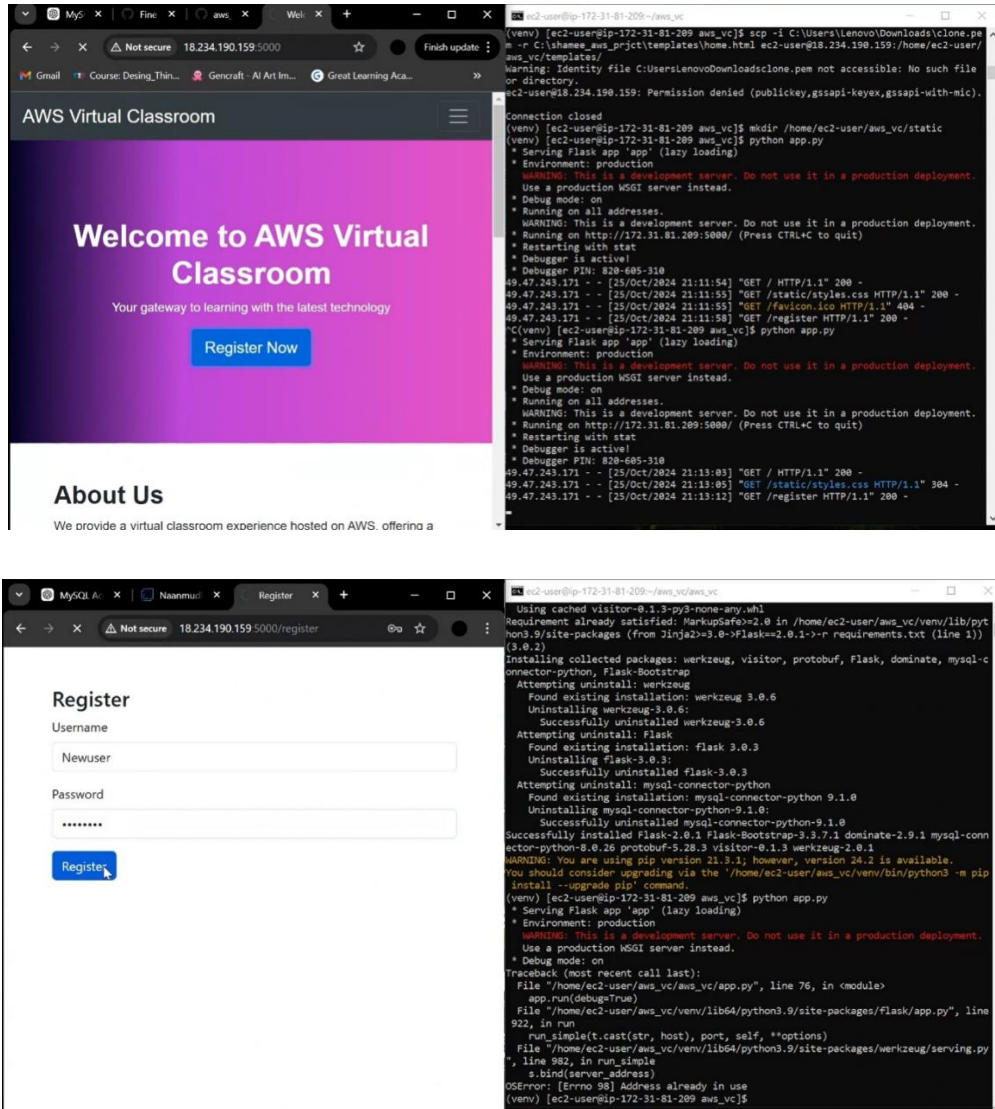 MyS
Fine
aws_
Welc
Not secure 18.234.190.159:5000
Finish update
Gmail
Course: Desing_Thin...
Gencraft - AI Art Im...
Great Learning Aca...
»
AWS Virtual Classroom
Welcome to AWS Virtual
Classroom
Your gateway to learning with the latest technology
Register Now
About Us
We provide a virtual classroom experience hosted on AWS, offering a
ec2-user@ip-172-31-81-209:~/aws_vc
(venv) [ec2-user@ip-172-31-81-209 aws_vc]$ scp -i C:\Users\Lenovo\Downloads\clone.pe
m -r C:\shamee_aws_prjct\templates\home.html ec2-user@18.234.190.159:/home/ec2-user/
aws_vc/templates/
Warning: Identity file C:UsersLenovoDownloadsclone.pem not accessible: No such file
or directory.
ec2-user@18.234.190.159: Permission denied (publickey,gssapi-keyex,gssapi-with-mic).
Connection closed
(venv) [ec2-user@ip-172-31-81-209 aws_vc]$ mkdir /home/ec2-user/aws_vc/static
(venv) [ec2-user@ip-172-31-81-209 aws_vc]$ python app.py
* Serving Flask app 'app' (lazy loading)
* Environment: production
WARNING: This is a development server. Do not use it in a production deployment.
Use a production WSGI server instead.
* Debug mode: on
* Running on all addresses.
WARNING: This is a development server. Do not use it in a production deployment.
* Running on http://172.31.81.209:5000/ (Press CTRL+C to quit)
* Restarting with stat
* Debugger is active!
* Debugger PIN: 820-605-310
49.47.243.171 - - [25/Oct/2024 21:11:54] "GET / HTTP/1.1" 200 -
49.47.243.171 - - [25/Oct/2024 21:11:55] "GET /static/styles.css HTTP/1.1" 200 -
49.47.243.171 - - [25/Oct/2024 21:11:55] "GET /favicon.ico HTTP/1.1" 404 -
49.47.243.171 - - [25/Oct/2024 21:11:58] "GET /register HTTP/1.1" 200 -
^C(venv) [ec2-user@ip-172-31-81-209 aws_vc]$ python app.py
* Serving Flask app 'app' (lazy loading)
* Environment: production
WARNING: This is a development server. Do not use it in a production deployment.
Use a production WSGI server instead.
* Debug mode: on
* Running on all addresses.
WARNING: This is a development server. Do not use it in a production deployment.
* Running on http://172.31.81.209:5000/ (Press CTRL+C to quit)
* Restarting with stat
* Debugger is active!
* Debugger PIN: 820-605-310
49.47.243.171 - - [25/Oct/2024 21:13:03] "GET / HTTP/1.1" 200 -
49.47.243.171 - - [25/Oct/2024 21:13:05] "GET /static/styles.css HTTP/1.1" 304 -
49.47.243.171 - - [25/Oct/2024 21:13:12] "GET /register HTTP/1.1" 200 -
MySQL Ac
Naanmud
Register
Not secure 18.234.190.159:5000/register
Register
Username
Newuser
Password
Register
ec2-user@ip-172-31-81-209:~/aws_vc/aws_vc
Using cached visitor-0.1.3-py3-none-any.whl
Requirement already satisfied: MarkupSafe>=2.0 in /home/ec2-user/aws_vc/venv/lib/pyt
hon3.9/site-packages (from Jinja2>=3.0->Flask==2.0.1->-r requirements.txt (line 1))
(3.0.2)
Installing collected packages: werkzeug, visitor, protobuf, Flask, dominate, mysql-c
onnector-python, Flask-Bootstrap
Attempting uninstall: werkzeug
Found existing installation: werkzeug 3.0.6
Uninstalling werkzeug-3.0.6:
Successfully uninstalled werkzeug-3.0.6
Attempting uninstall: Flask
Found existing installation: flask 3.0.3
Uninstalling flask-3.0.3:
Successfully uninstalled flask-3.0.3
Attempting uninstall: mysql-connector-python
Found existing installation: mysql-connector-python 9.1.0
Uninstalling mysql-connector-python-9.1.0:
Successfully uninstalled mysql-connector-python-9.1.0
Successfully installed Flask-2.0.1 Flask-Bootstrap-3.3.7.1 dominate-2.9.1 mysql-conn
ector-python-8.0.26 protobuf-5.28.3 visitor-0.1.3 werkzeug-2.0.1
WARNING: You are using pip version 21.3.1; however, version 24.2 is available.
You should consider upgrading via the '/home/ec2-user/aws_vc/venv/bin/python3 -m pip
install --upgrade pip' command.
(venv) [ec2-user@ip-172-31-81-209 aws_vc]$ python app.py
* Serving Flask app 'app' (lazy loading)
* Environment: production
WARNING: This is a development server. Do not use it in a production deployment.
Use a production WSGI server instead.
* Debug mode: on
Traceback (most recent call last):
File "/home/ec2-user/aws_vc/aws_vc/app.py", line 76, in <module>
app.run(debug=True)
File "/home/ec2-user/aws_vc/venv/lib64/python3.9/site-packages/flask/app.py", line
922, in run
run_simple(t.cast(str, host), port, self, **options)
File "/home/ec2-user/aws_vc/venv/lib64/python3.9/site-packages/werkzeug/serving.py
", line 982, in run_simple
s.bind(server_address)
OSError: [Errno 98] Address already in use
(venv) [ec2-user@ip-172-31-81-209 aws_vc]$